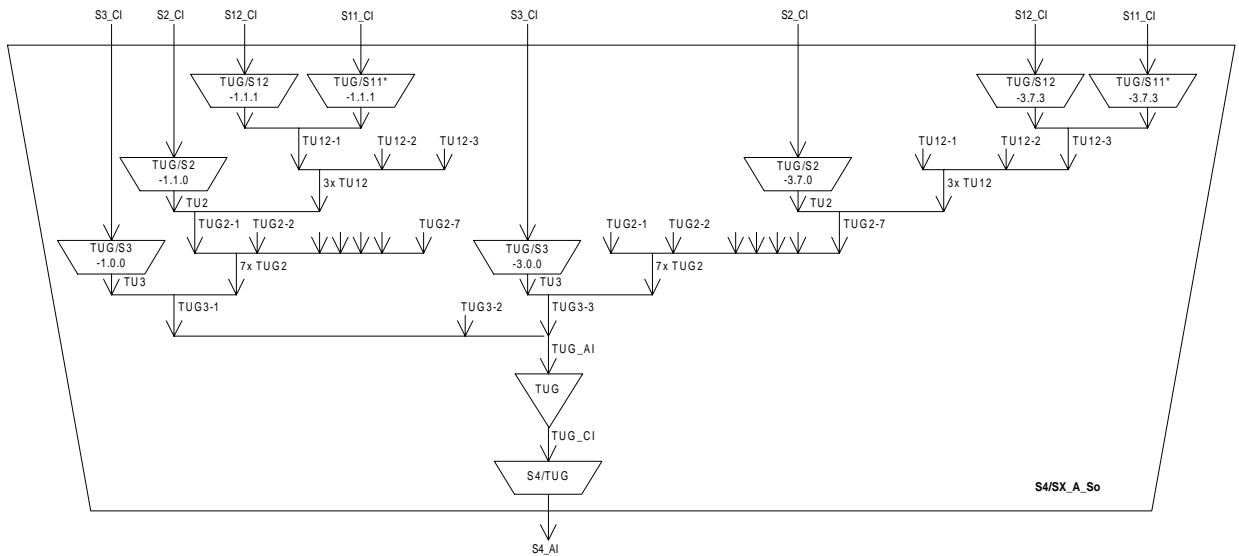 S3_CI S2_CI S12_CI S11_CI S3_CI S2_CI S12_CI S11_CI
TUG/S12
-1.1.1
TUG/S11*
-1.1.1
TUG/S12
-3.7.3
TUG/S11*
-3.7.3
TU12-1 TU12-2 TU12-3 TU12-1 TU12-2 TU12-3
TUG/S2
-1.1.0
TUG/S2
-3.7.0
3x TU12 3x TU12
TU2 TU2
TUG2-1 TUG2-2 TUG2-7 TUG2-1 TUG2-2 TUG2-7
TUG/S3
-1.0.0
TUG/S3
-3.0.0
7x TUG2 7x TUG2
TU3 TU3
TUG3-1 TUG3-2 TUG3-3
TUG_AI
TUG
TUG_CI
S4/TUG
S4/SX_A_So
S4_AI